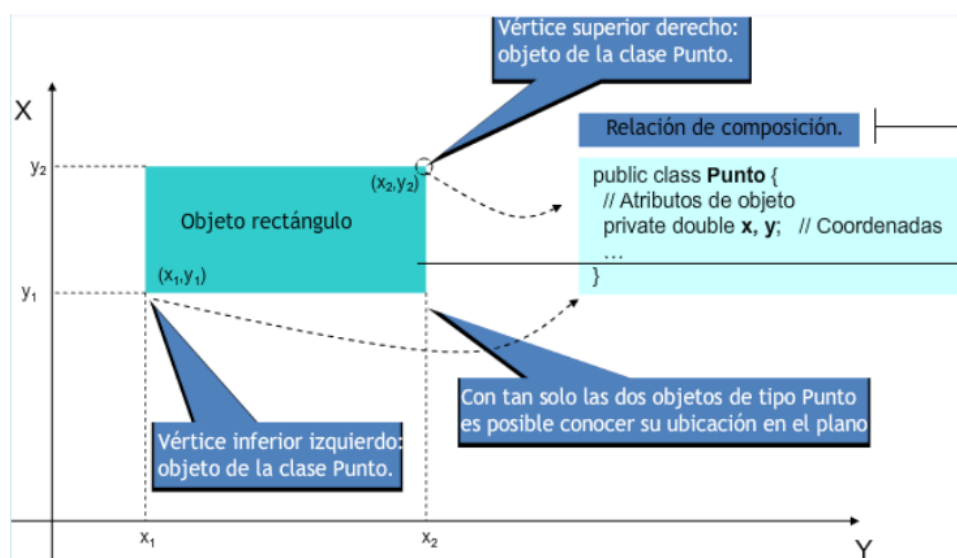 Vértice superior derecho:
objeto de la clase Punto.
X
Relación de composición.
y2
(x2,y2)
public class Punto {
// Atributos de objeto
private double x, y;   // Coordenadas
...
}
Objeto rectángulo
(x1,y1)
y1
Con tan solo las dos objetos de tipo Punto
es posible conocer su ubicación en el plano
Vértice inferior izquierdo:
objeto de la clase Punto.
x1
x2
Y